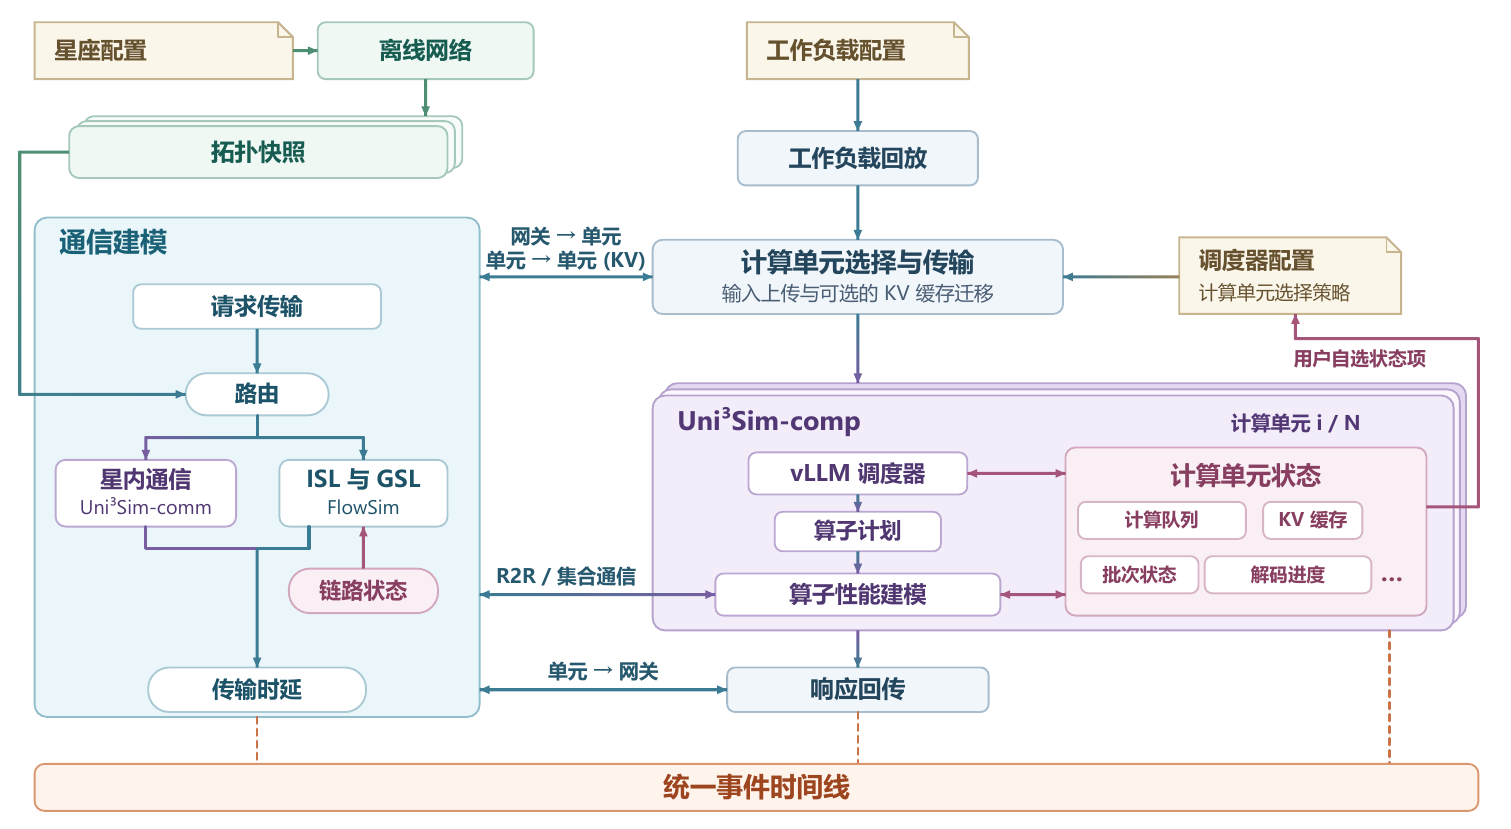 星座配置
离线网络
工作负载配置
拓扑快照
工作负载回放
通信建模
网关 → 单元
单元 → 单元 (KV)
计算单元选择与传输
输入上传与可选的 KV 缓存迁移
调度器配置
计算单元选择策略
请求传输
用户自选状态项
路由
Uni³Sim-comp
计算单元 i / N
星内通信
Uni³Sim-comm
ISL 与 GSL
FlowSim
vLLM 调度器
计算单元状态
算子计划
计算队列
KV 缓存
链路状态
R2R / 集合通信
算子性能建模
批次状态
解码进度
...
传输时延
单元 → 网关
响应回传
统一事件时间线